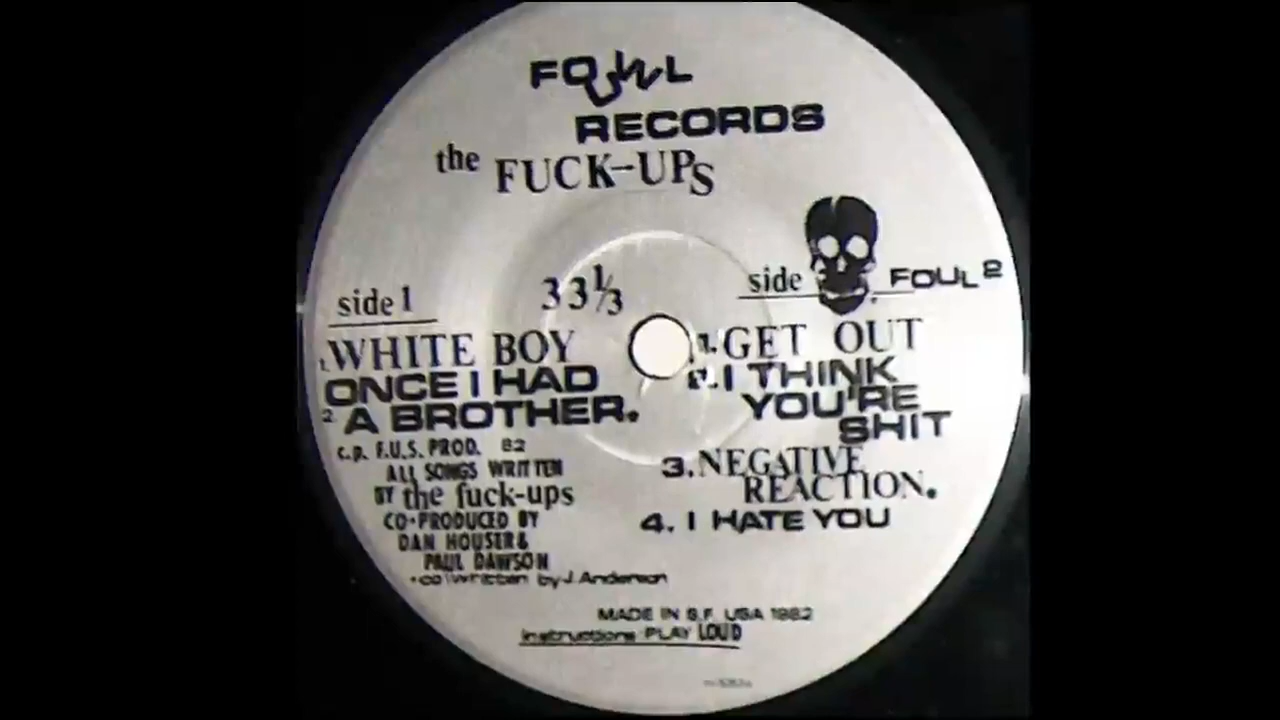 FOUWL
RECORDS
the FUCK-UPS
33 1/3
side 1
1. WHITE BOY
ONCE I HAD
2 A BROTHER.
c.p. F.U.S. PROD. 82
ALL SONGS WRITTEN
BY the fuck-ups
CO-PRODUCED BY
DAN HOUSER &
PAUL DAWSON
•co written by J. Anderson
side
FOUL 2
1. GET OUT
2. I THINK
YOU'RE
SHIT
3. NEGATIVE
REACTION.
4. I HATE YOU
MADE IN S.F. USA 1982
instructions: PLAY LOUD